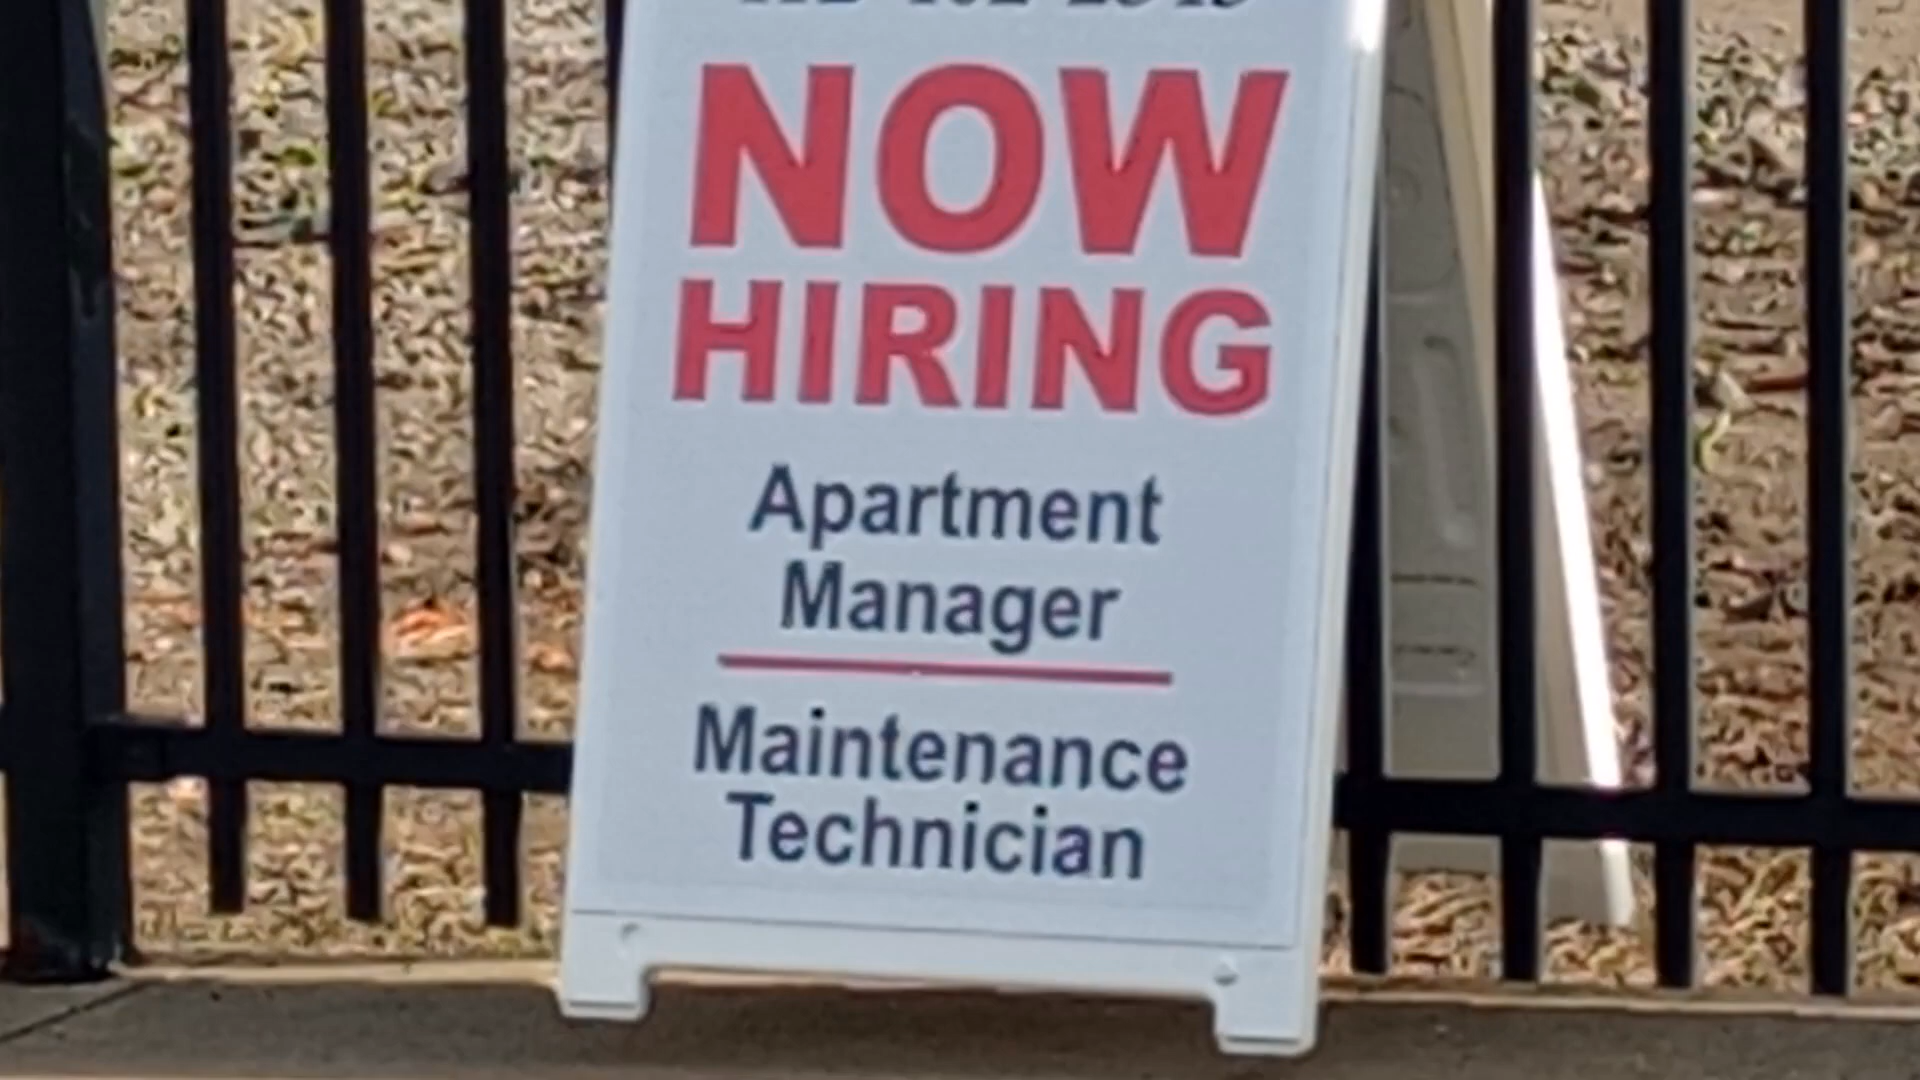 NOW
HIRING
Apartment
Manager
Maintenance
Technician